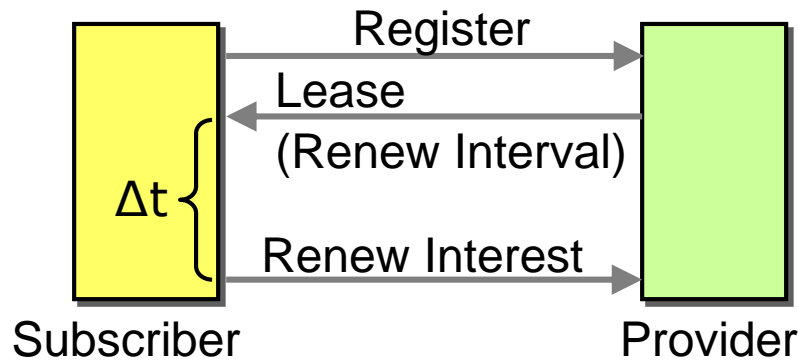 Register
Lease
(Renew Interval)
Δt
Renew Interest
Subscriber
Provider